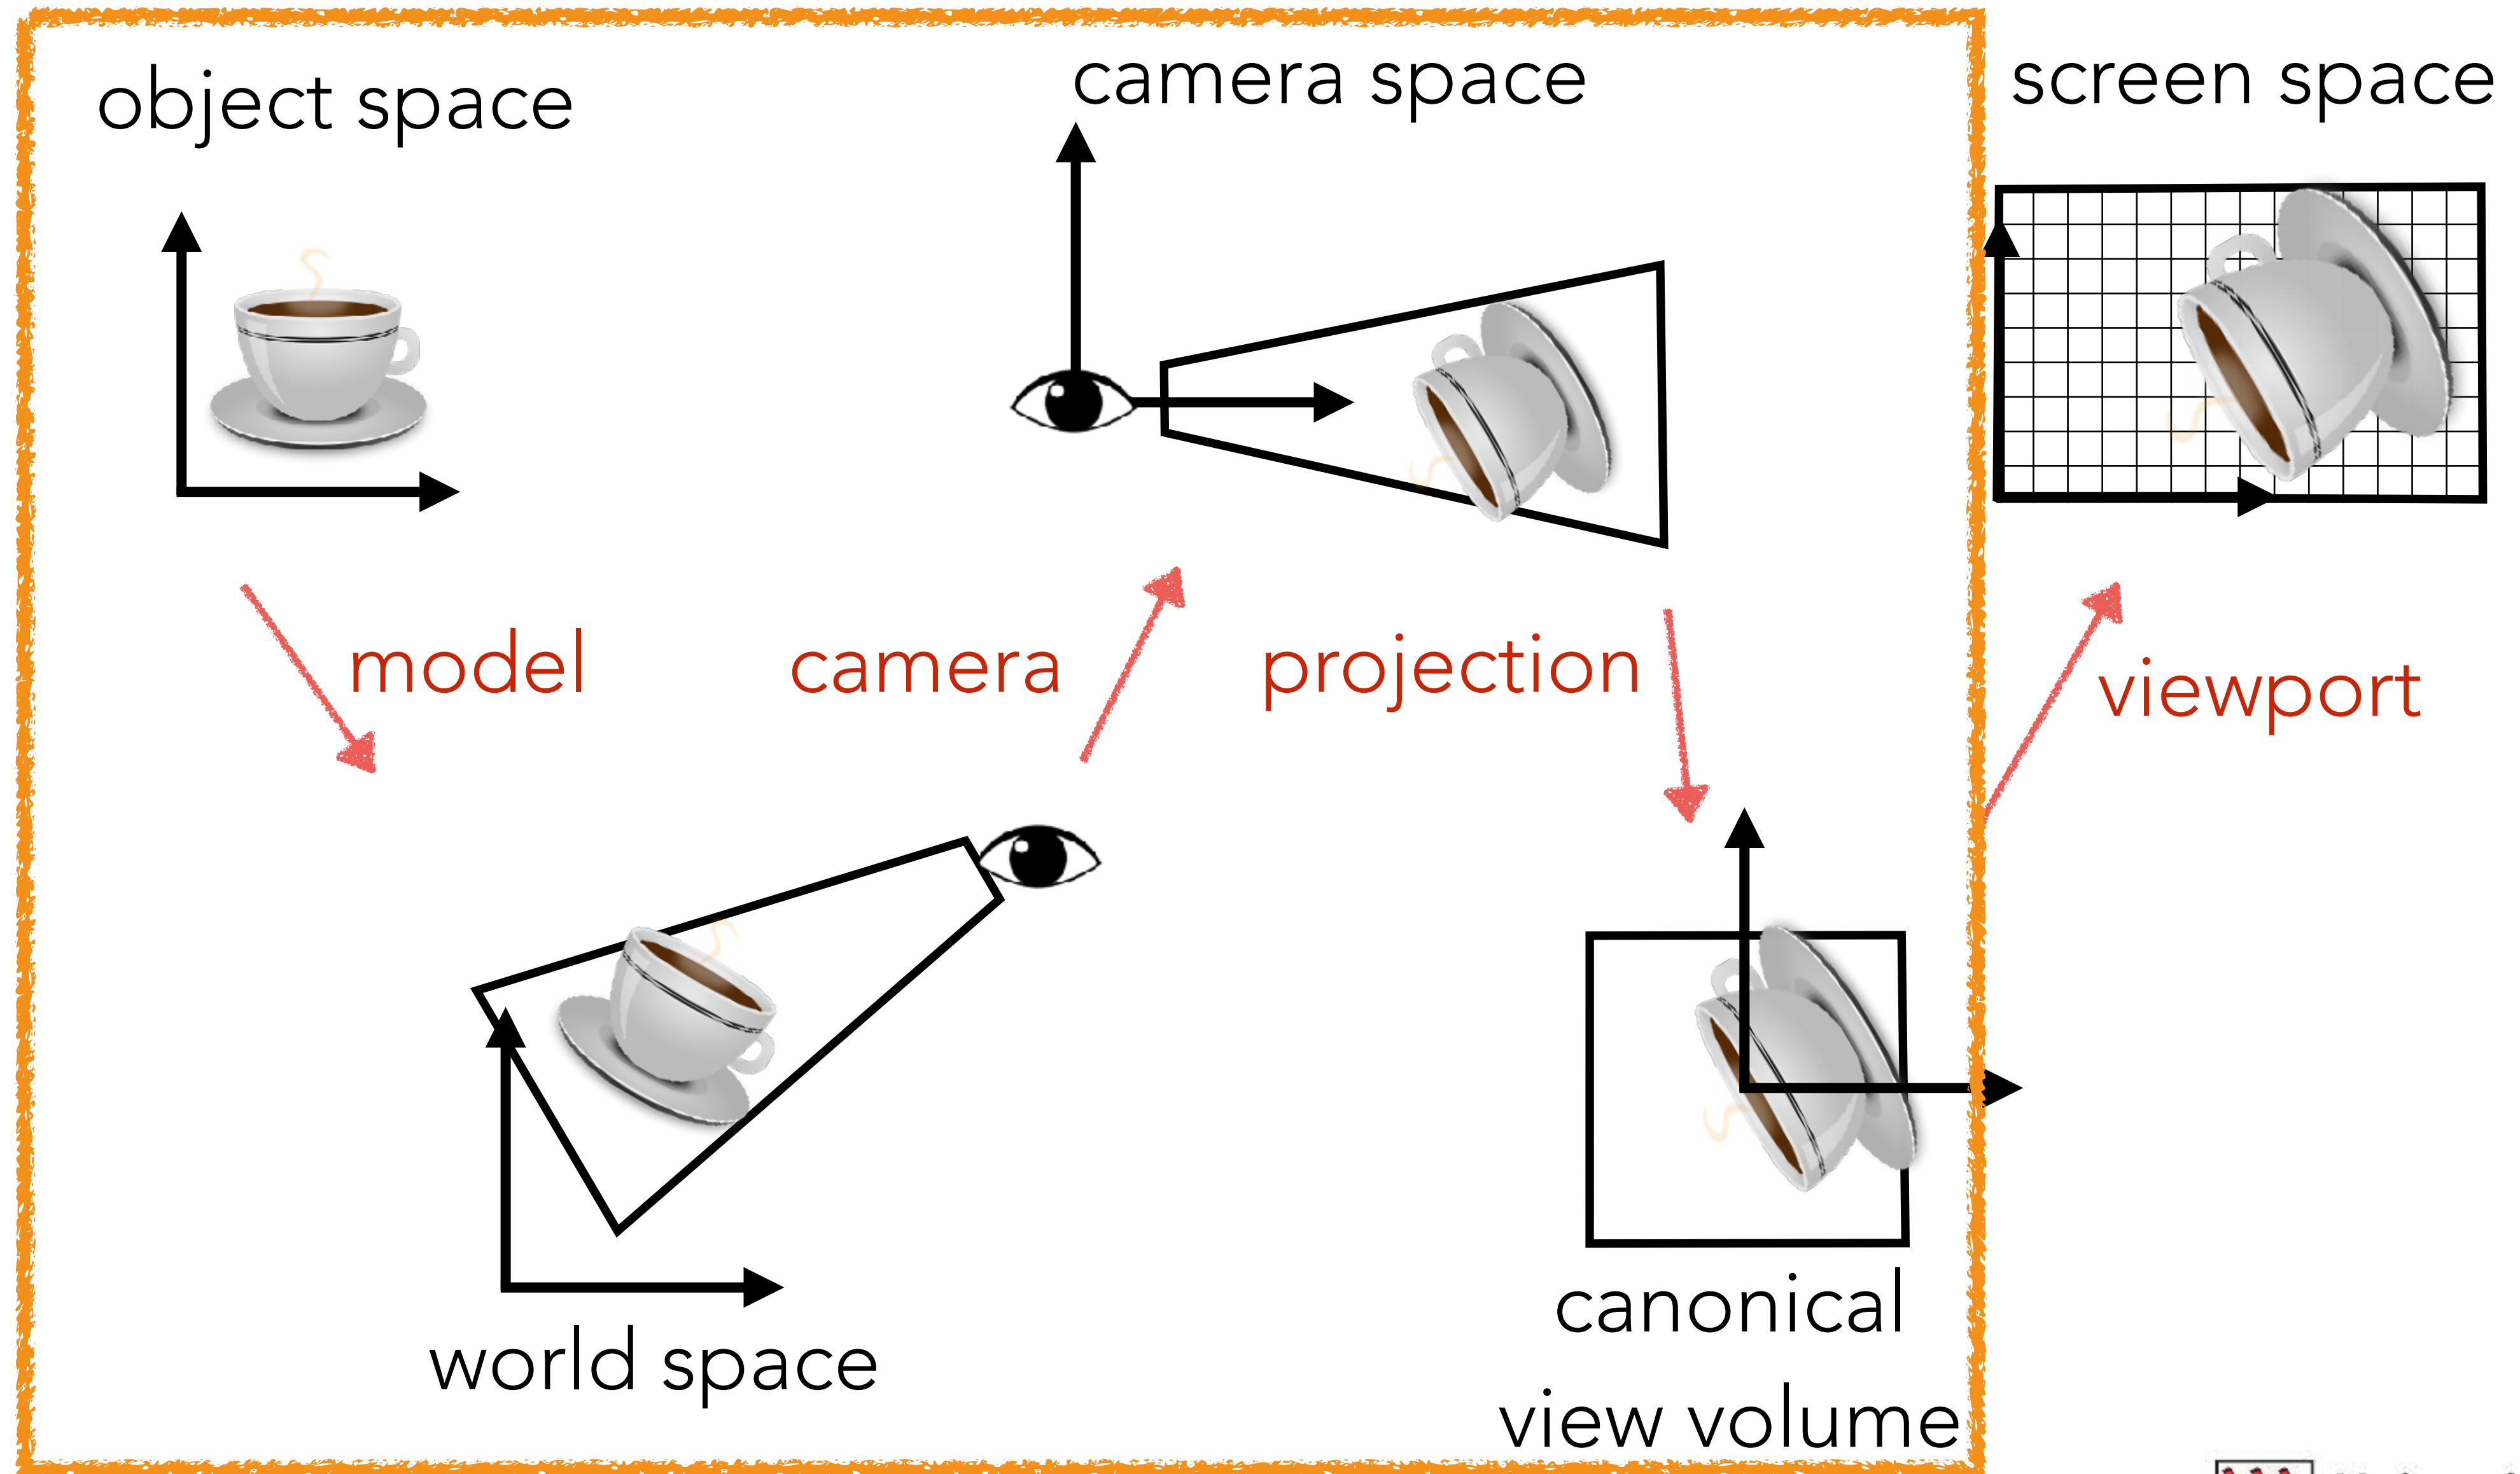 object space
camera space
screen space
model
camera
projection
viewport
world space
canonical
view volume